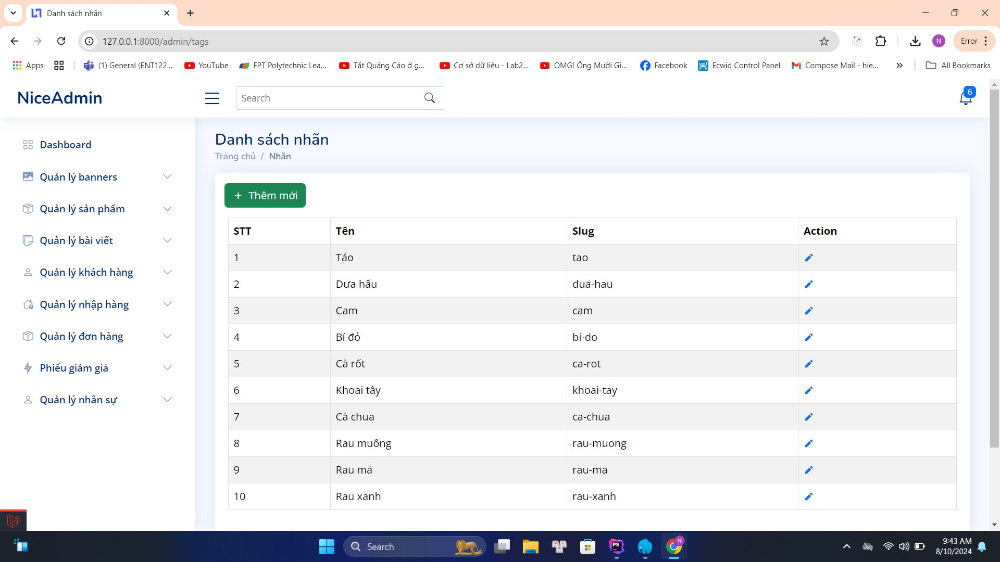 Danh sách nhãn
127.0.0.1:8000/admin/tags
N
Error
Apps
(1) General (ENT122...
YouTube
FPT Polytechnic Lea...
Tắt Quảng Cáo ở g...
Cơ sở dữ liệu - Lab2...
OMG! Ông Mười Gi...
Facebook
Ecwid Control Panel
Compose Mail - hie...
All Bookmarks
NiceAdmin
Search
6
Dashboard
Quản lý banners
Quản lý sản phẩm
Quản lý bài viết
Quản lý khách hàng
Quản lý nhập hàng
Quản lý đơn hàng
Phiếu giảm giá
Quản lý nhân sự
Danh sách nhãn
Trang chủ / Nhãn
+ Thêm mới
STT Tên Slug Action
1 Táo tao
2 Dưa hấu dua-hau
3 Cam cam
4 Bí đỏ bi-do
5 Cà rốt ca-rot
6 Khoai tây khoai-tay
7 Cà chua ca-chua
8 Rau muống rau-muong
9 Rau má rau-ma
10 Rau xanh rau-xanh
Search
PS
N
9:43 AM
8/10/2024